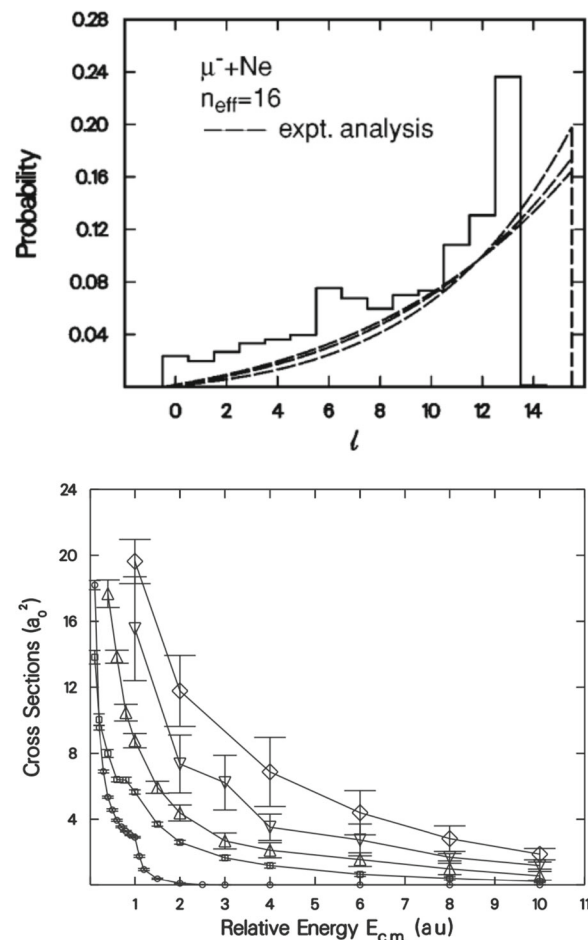 0.28
0.24
0.20
0.16
0.12
0.08
0.04
Probability
μ⁻+Ne
n_eff=16
expt. analysis
0 2 4 6 8 10 12 14
ℓ
24
20
16
12
8
4
Cross Sections (a₀²)
1 2 3 4 5 6 7 8 9 10 11
Relative Energy E_c.m. (au)